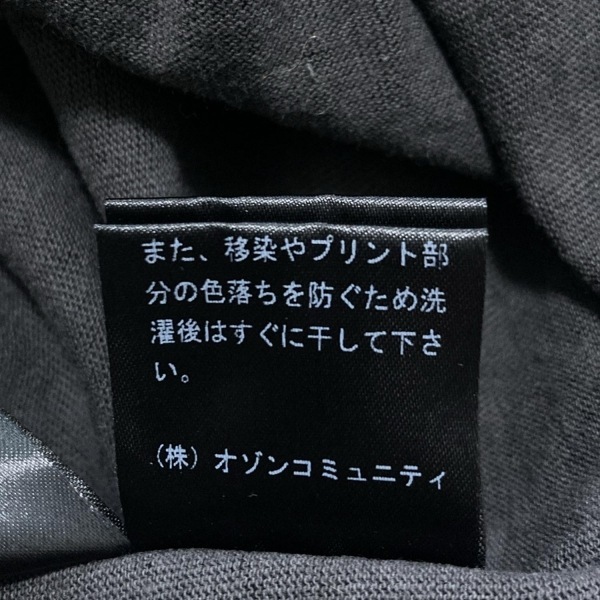 また、移染やプリント部
分の色落ちを防ぐため洗
濯後はすぐに干して下さ
い。
（株）オゾンコミュニティ